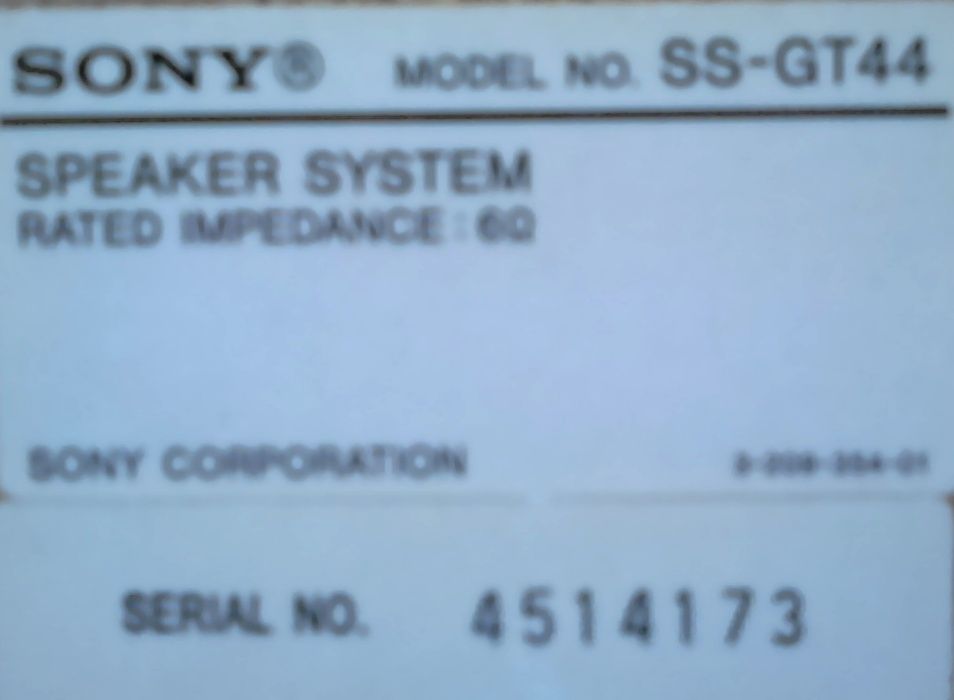 SONY® MODEL NO. SS-GT44
SPEAKER SYSTEM
RATED IMPEDANCE : 6Ω
SONY CORPORATION
SERIAL NO. 4514173